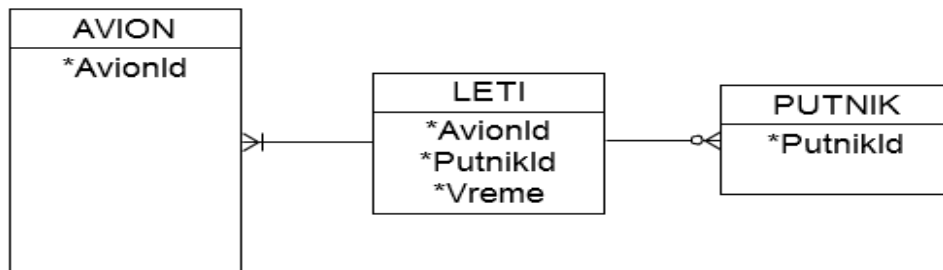 AVION
*AvionId
LETI
*AvionId
*PutnikId
*Vreme
PUTNIK
*PutnikId